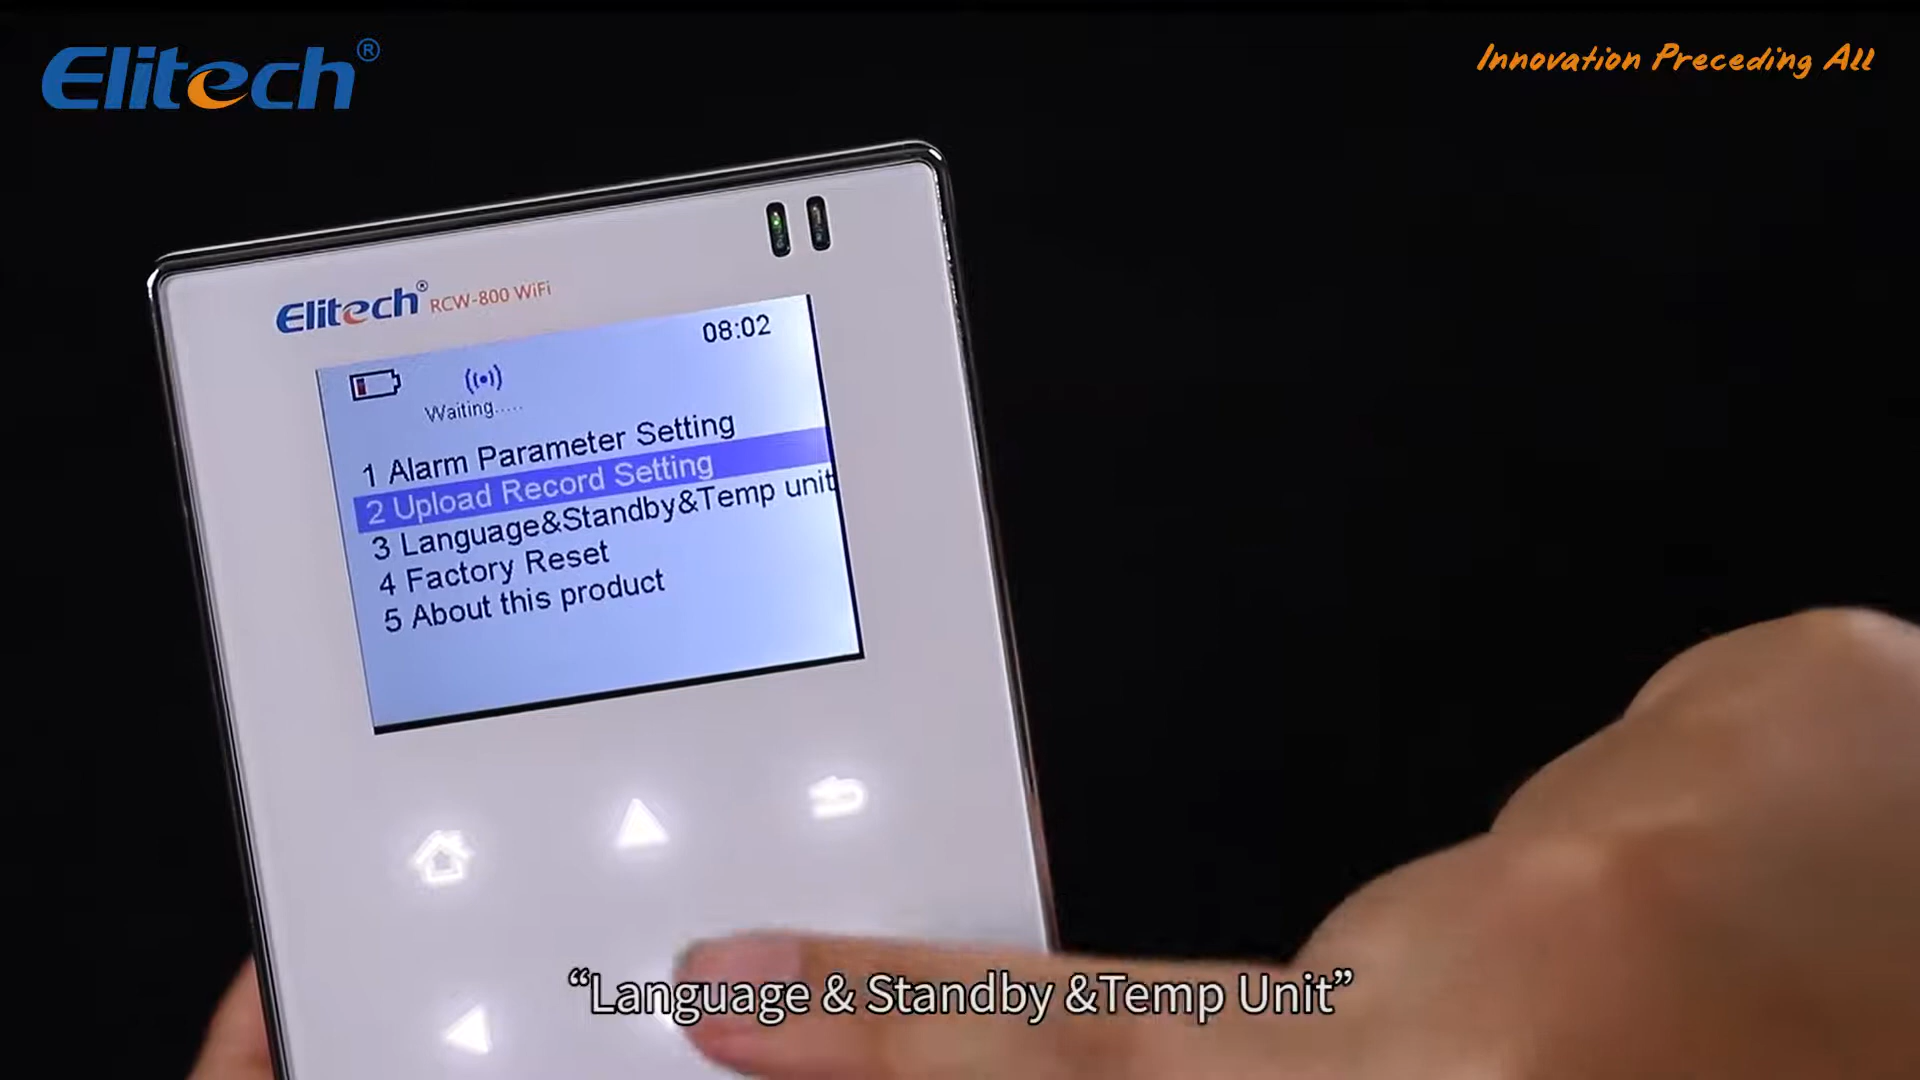 Elitech®
Innovation Preceding All
Elitech® RCW-800 WiFi
08:02
Waiting.....
1 Alarm Parameter Setting
2 Upload Record Setting
3 Language&Standby&Temp unit
4 Factory Reset
5 About this product
“Language & Standby &Temp Unit”